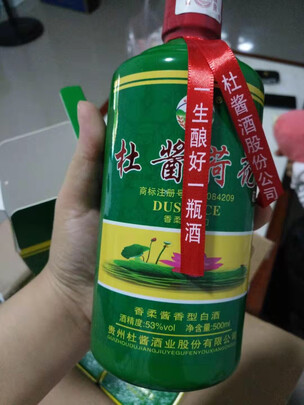 杜酱荷花
商标注册号
084209
DUS
CE
香柔
香柔酱香型白酒
酒精度:53%vol 净含量:500ml
贵州杜酱酒业股份有限公司
GUIZHOUDUJIANGJIUYEGUFENYOUXIANGONGSI
一生酿好一瓶酒
杜酱酒股份公司